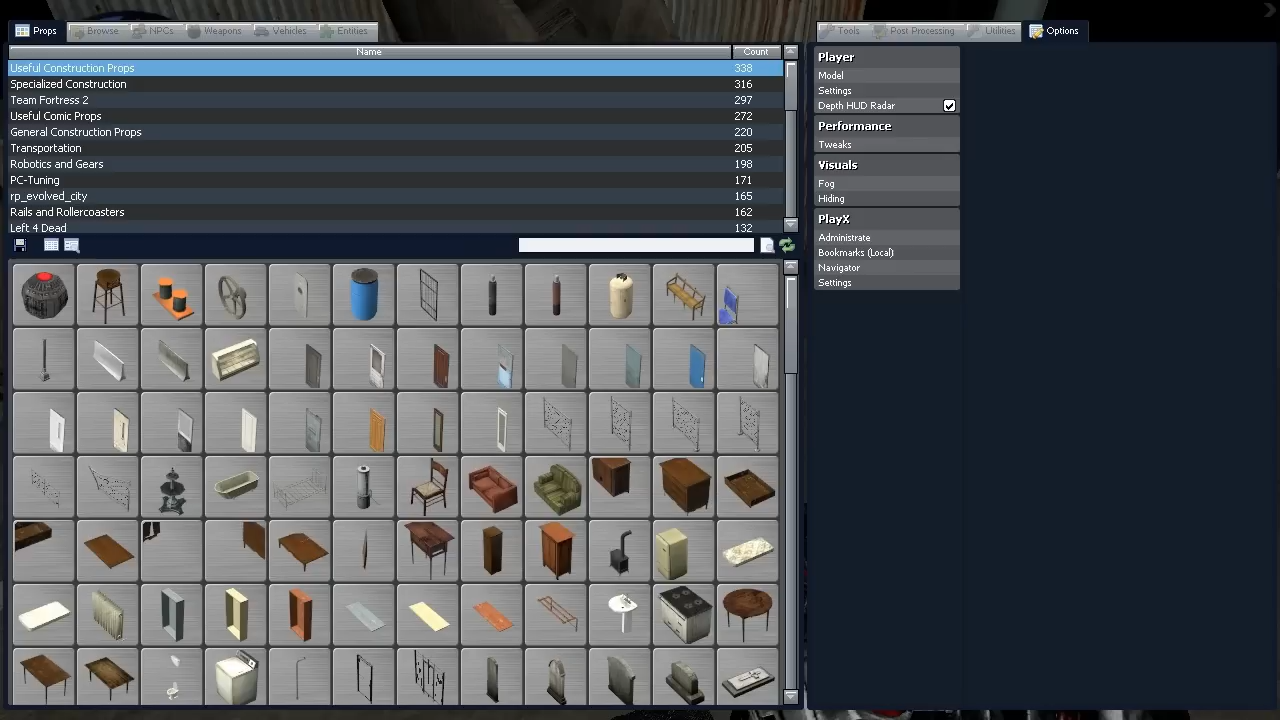 Props Browse NPCs Weapons Vehicles Entities
Name Count
Useful Construction Props 338
Specialized Construction 316
Team Fortress 2 297
Useful Comic Props 272
General Construction Props 220
Transportation 205
Robotics and Gears 198
PC-Tuning 171
rp_evolved_city 165
Rails and Rollercoasters 162
Left 4 Dead 132
Tools Post Processing Utilities Options
Player
Model
Settings
Depth HUD Radar
Performance
Tweaks
Visuals
Fog
Hiding
PlayX
Administrate
Bookmarks (Local)
Navigator
Settings